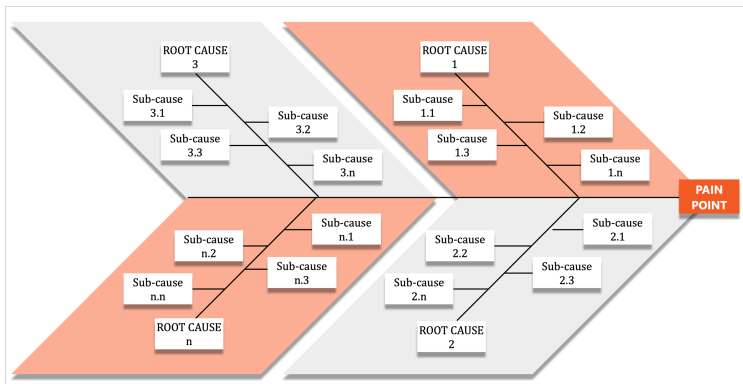 ROOT CAUSE
3
Sub-cause
3.1
Sub-cause
3.2
Sub-cause
3.3
Sub-cause
3.n
ROOT CAUSE
1
Sub-cause
1.1
Sub-cause
1.2
Sub-cause
1.3
Sub-cause
1.n
PAIN
POINT
Sub-cause
n.1
Sub-cause
n.2
Sub-cause
n.3
Sub-cause
n.n
ROOT CAUSE
n
Sub-cause
2.1
Sub-cause
2.2
Sub-cause
2.3
Sub-cause
2.n
ROOT CAUSE
2